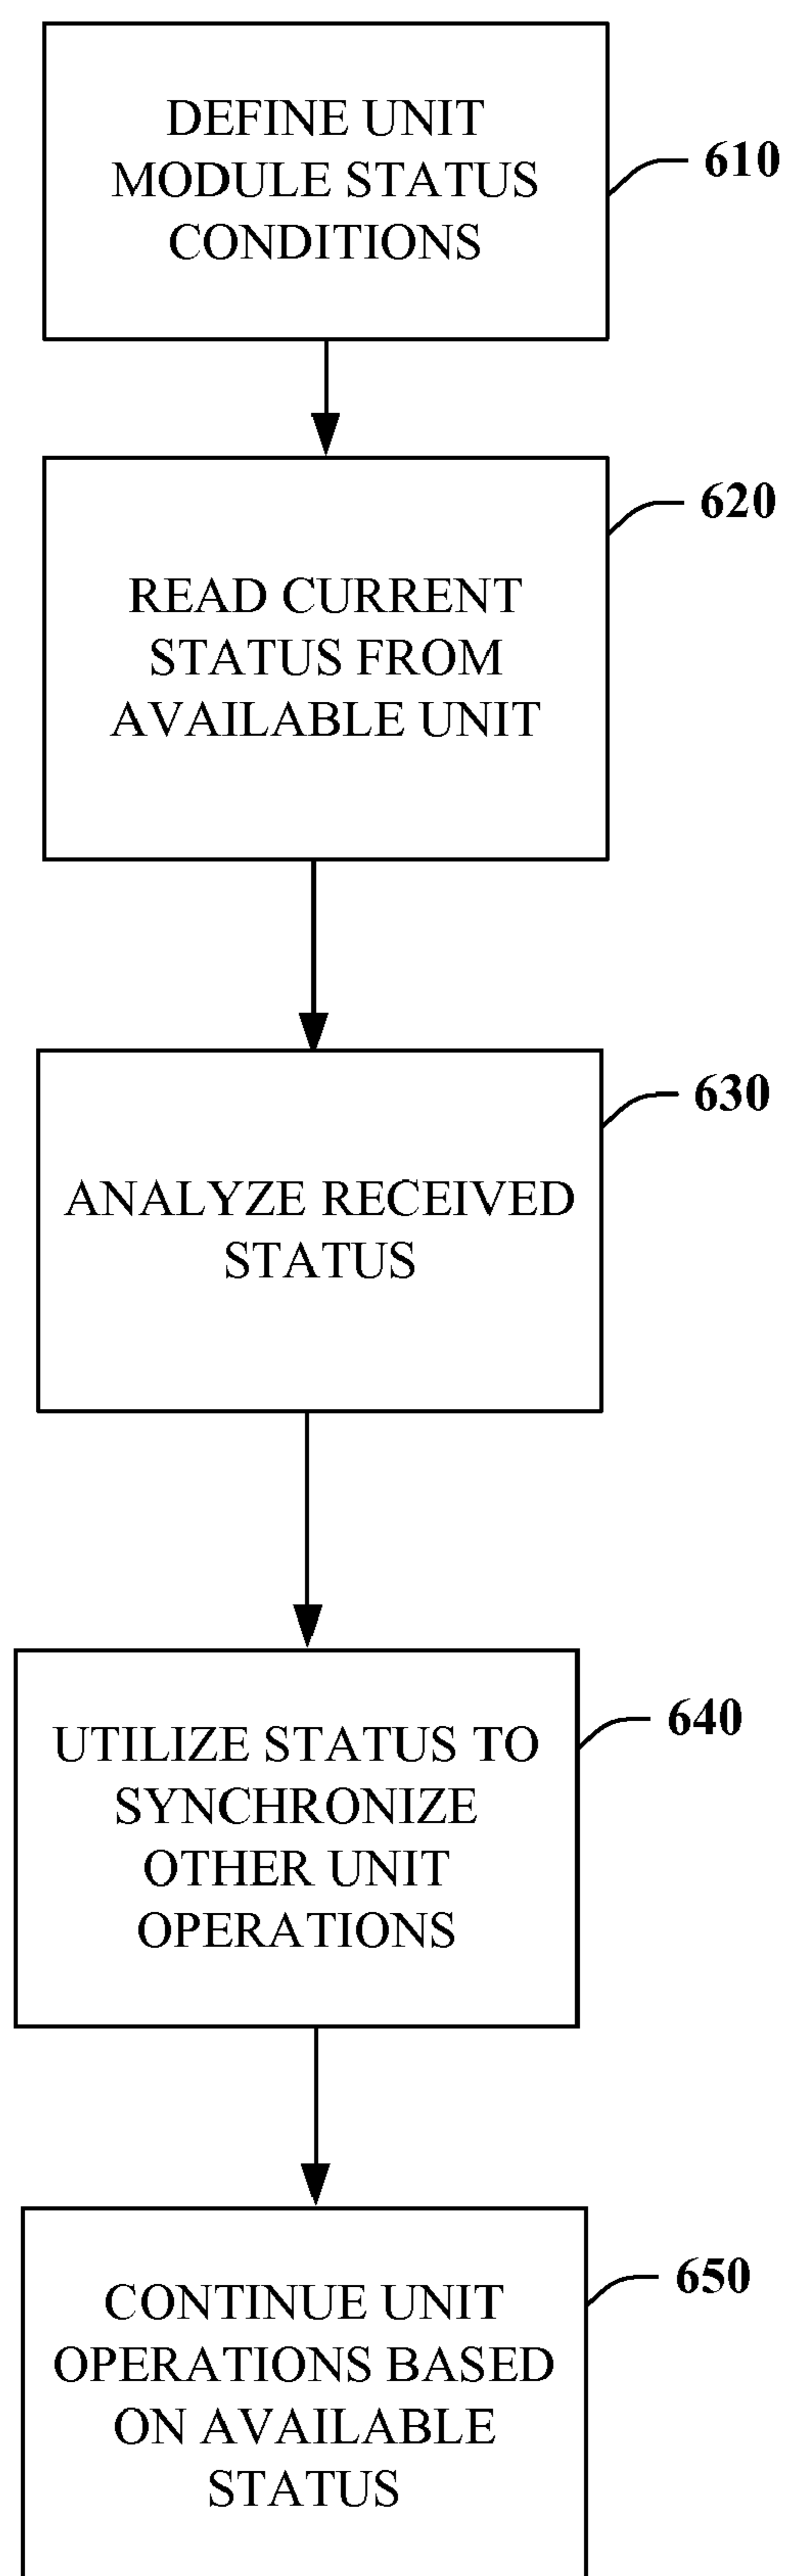 DEFINE UNIT
MODULE STATUS
CONDITIONS
610
READ CURRENT
STATUS FROM
AVAILABLE UNIT
620
ANALYZE RECEIVED
STATUS
630
UTILIZE STATUS TO
SYNCHRONIZE
OTHER UNIT
OPERATIONS
640
CONTINUE UNIT
OPERATIONS BASED
ON AVAILABLE
STATUS
650